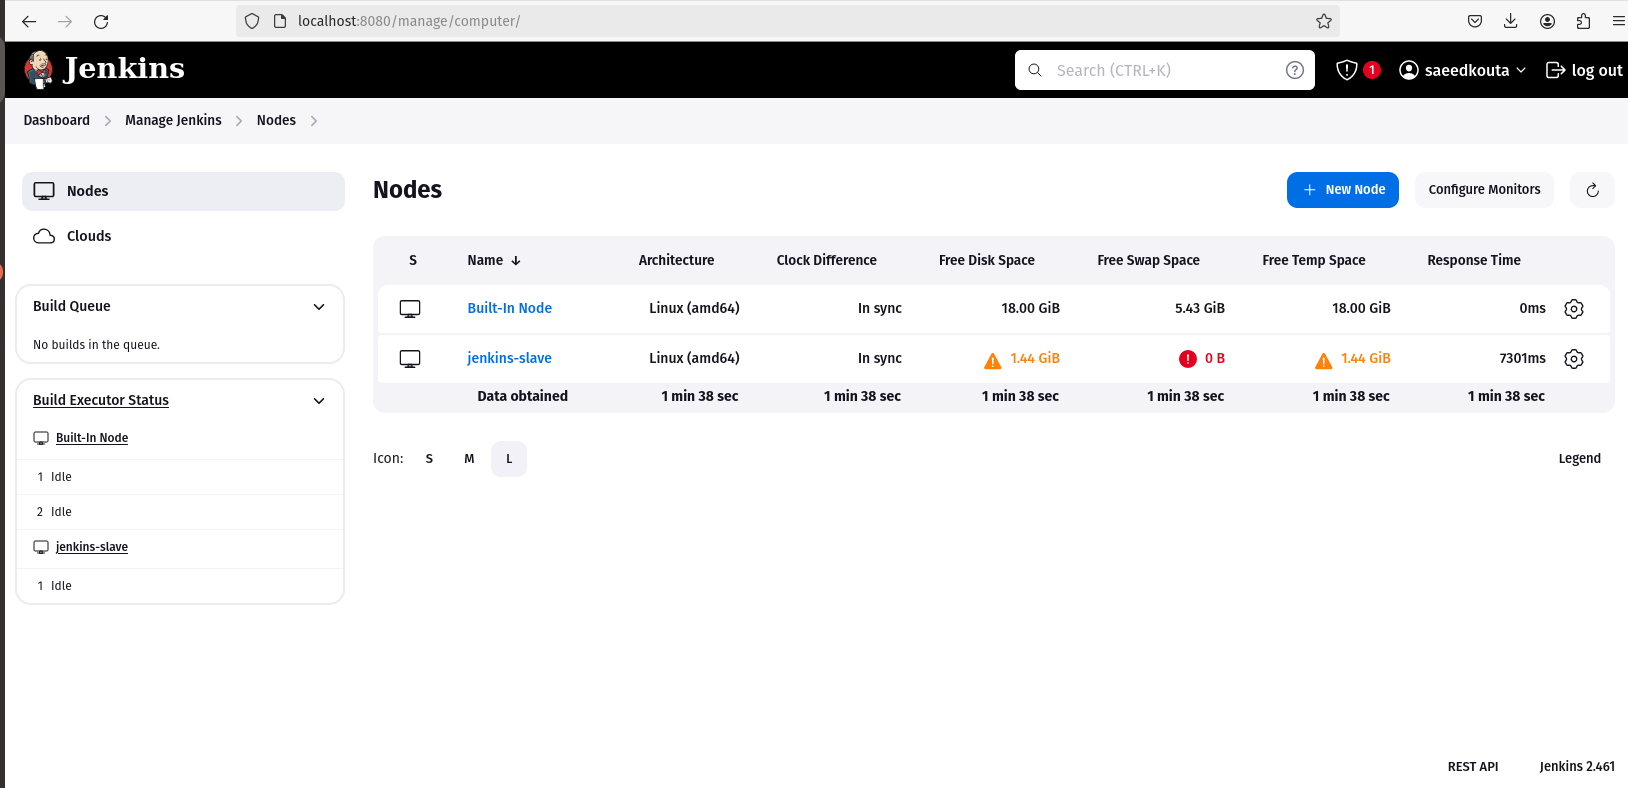 localhost:8080/manage/computer/
Jenkins
Search (CTRL+K)
1
saeedkouta
log out
Dashboard
Manage Jenkins
Nodes
Nodes
Clouds
Build Queue
No builds in the queue.
Build Executor Status
Built-In Node
1 Idle
2 Idle
jenkins-slave
1 Idle
Nodes
+ New Node
Configure Monitors
S Name ↓ Architecture Clock Difference Free Disk Space Free Swap Space Free Temp Space Response Time
Built-In Node Linux (amd64) In sync 18.00 GiB 5.43 GiB 18.00 GiB 0ms
jenkins-slave Linux (amd64) In sync 1.44 GiB 0 B 1.44 GiB 7301ms
Data obtained 1 min 38 sec 1 min 38 sec 1 min 38 sec 1 min 38 sec 1 min 38 sec 1 min 38 sec
Icon: S M L
Legend
REST API
Jenkins 2.461